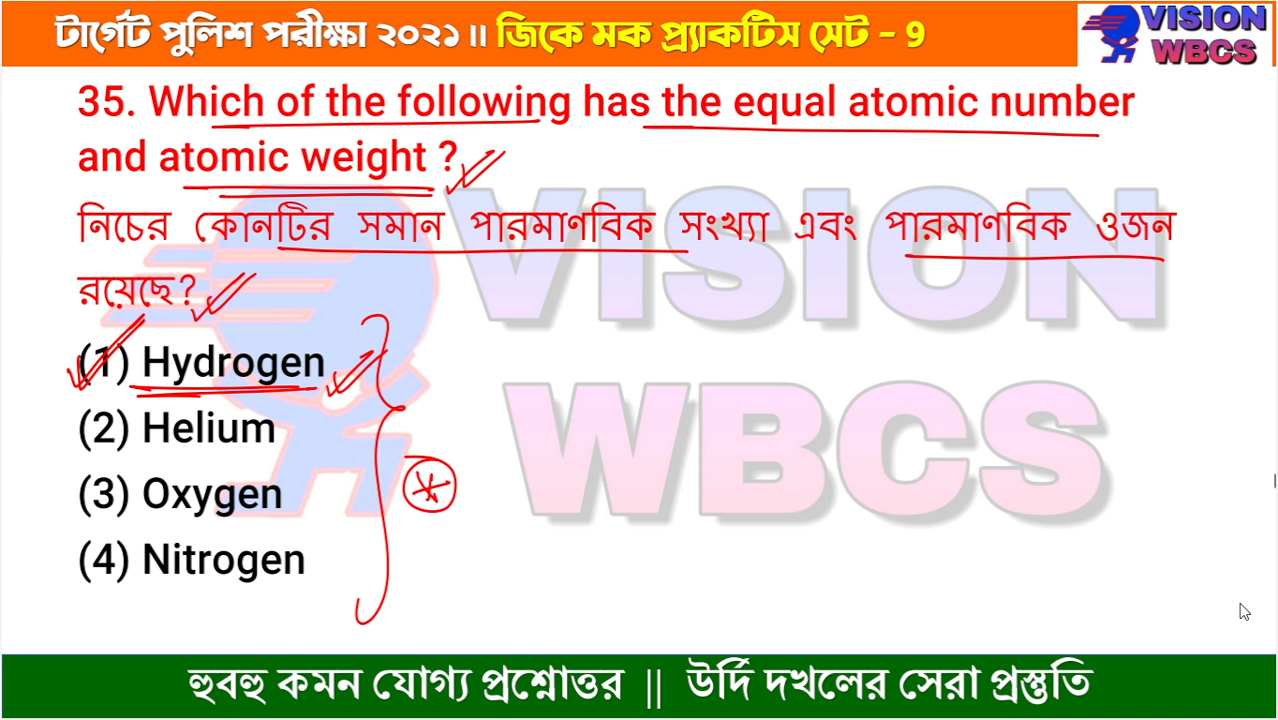 টার্গেট পুলিশ পরীক্ষা ২০২১ ॥ জিকে মক প্র্যাকটিস সেট – 9
VISION
WBCS
35. Which of the following has the equal atomic number
and atomic weight ?
নিচের কোনটির সমান পারমাণবিক সংখ্যা এবং পারমাণবিক ওজন
রয়েছে?
(1) Hydrogen
(2) Helium
(3) Oxygen
(4) Nitrogen
VISION
WBCS
হুবহু কমন যোগ্য প্রশ্নোত্তর || উর্দি দখলের সেরা প্রস্তুতি